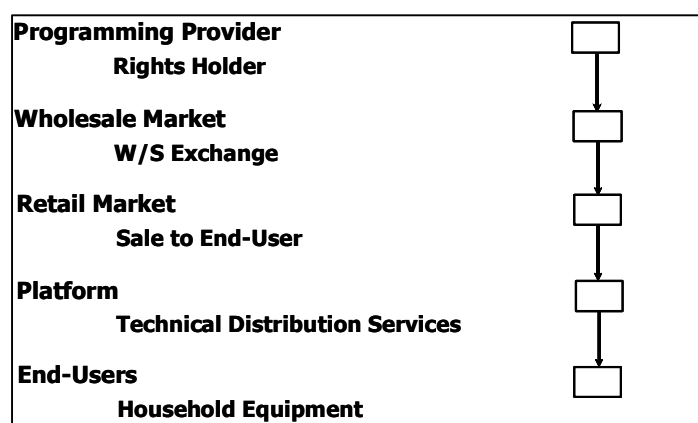 Programming Provider
Rights Holder
Wholesale Market
W/S Exchange
Retail Market
Sale to End-User
Platform
Technical Distribution Services
End-Users
Household Equipment